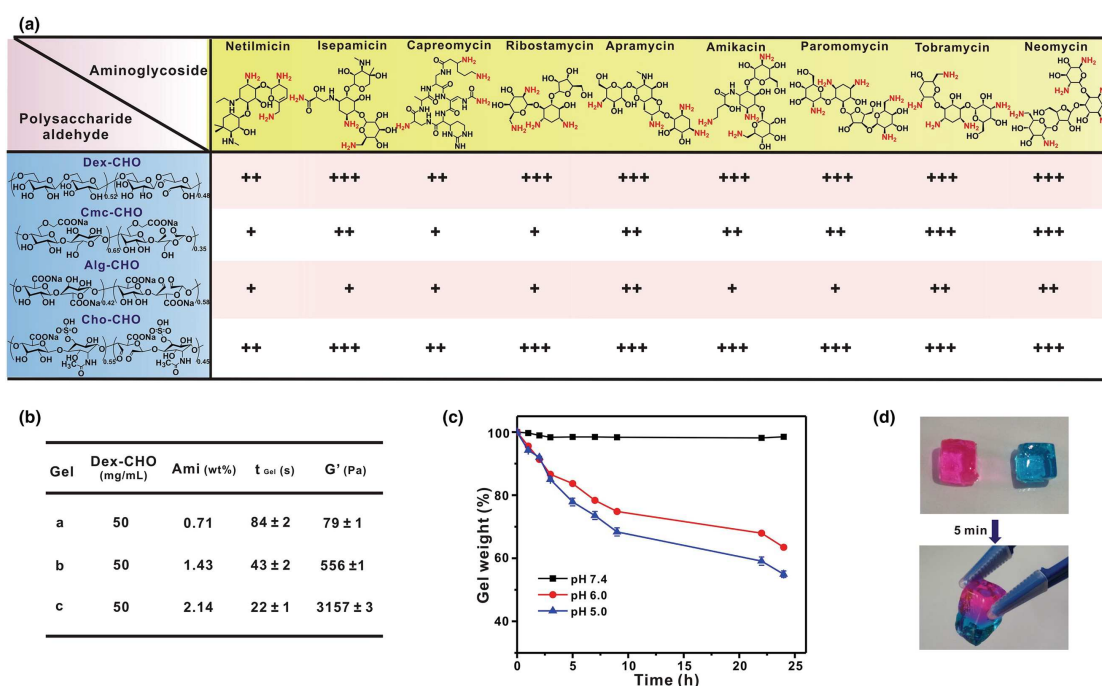 (a)
Aminoglycoside
Polysaccharide
aldehyde
Netilmicin Isepamicin Capreomycin Ribostamycin Apramycin Amikacin Paromomycin Tobramycin Neomycin
Dex-CHO
++ +++ ++ +++ +++ +++ +++ +++ +++
Cmc-CHO
+ ++ + + ++ ++ ++ +++ +++
Alg-CHO
+ + + + ++ + + ++ ++
Cho-CHO
++ +++ ++ +++ +++ +++ +++ +++ +++
(b)
Gel Dex-CHO (mg/mL) Ami (wt%) t Gel (s) G' (Pa)
a 50 0.71 84 ± 2 79 ± 1
b 50 1.43 43 ± 2 556 ±1
c 50 2.14 22 ± 1 3157 ± 3
(c)
Gel weight (%)
100
80
60
40
pH 7.4
pH 6.0
pH 5.0
0 5 10 15 20 25
Time (h)
(d)
5 min